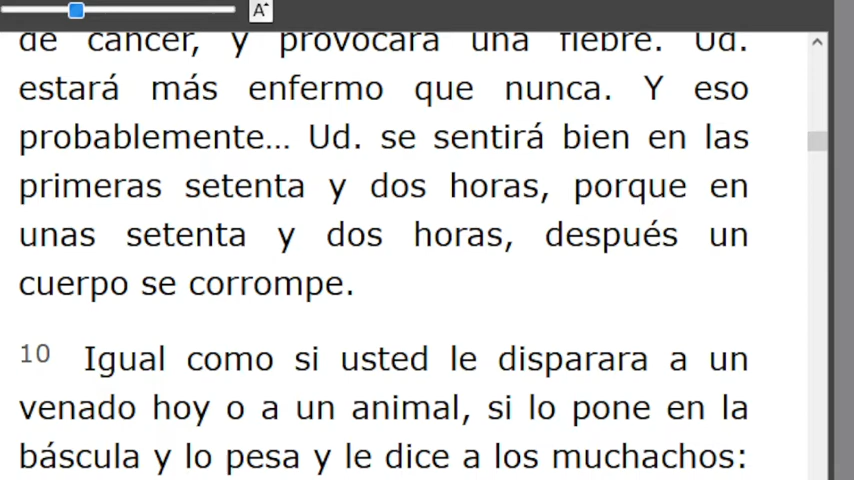 A
de cáncer, y provocará una fiebre. Ud.
estará más enfermo que nunca. Y eso
probablemente... Ud. se sentirá bien en las
primeras setenta y dos horas, porque en
unas setenta y dos horas, después un
cuerpo se corrompe.
10 Igual como si usted le disparara a un
venado hoy o a un animal, si lo pone en la
báscula y lo pesa y le dice a los muchachos: